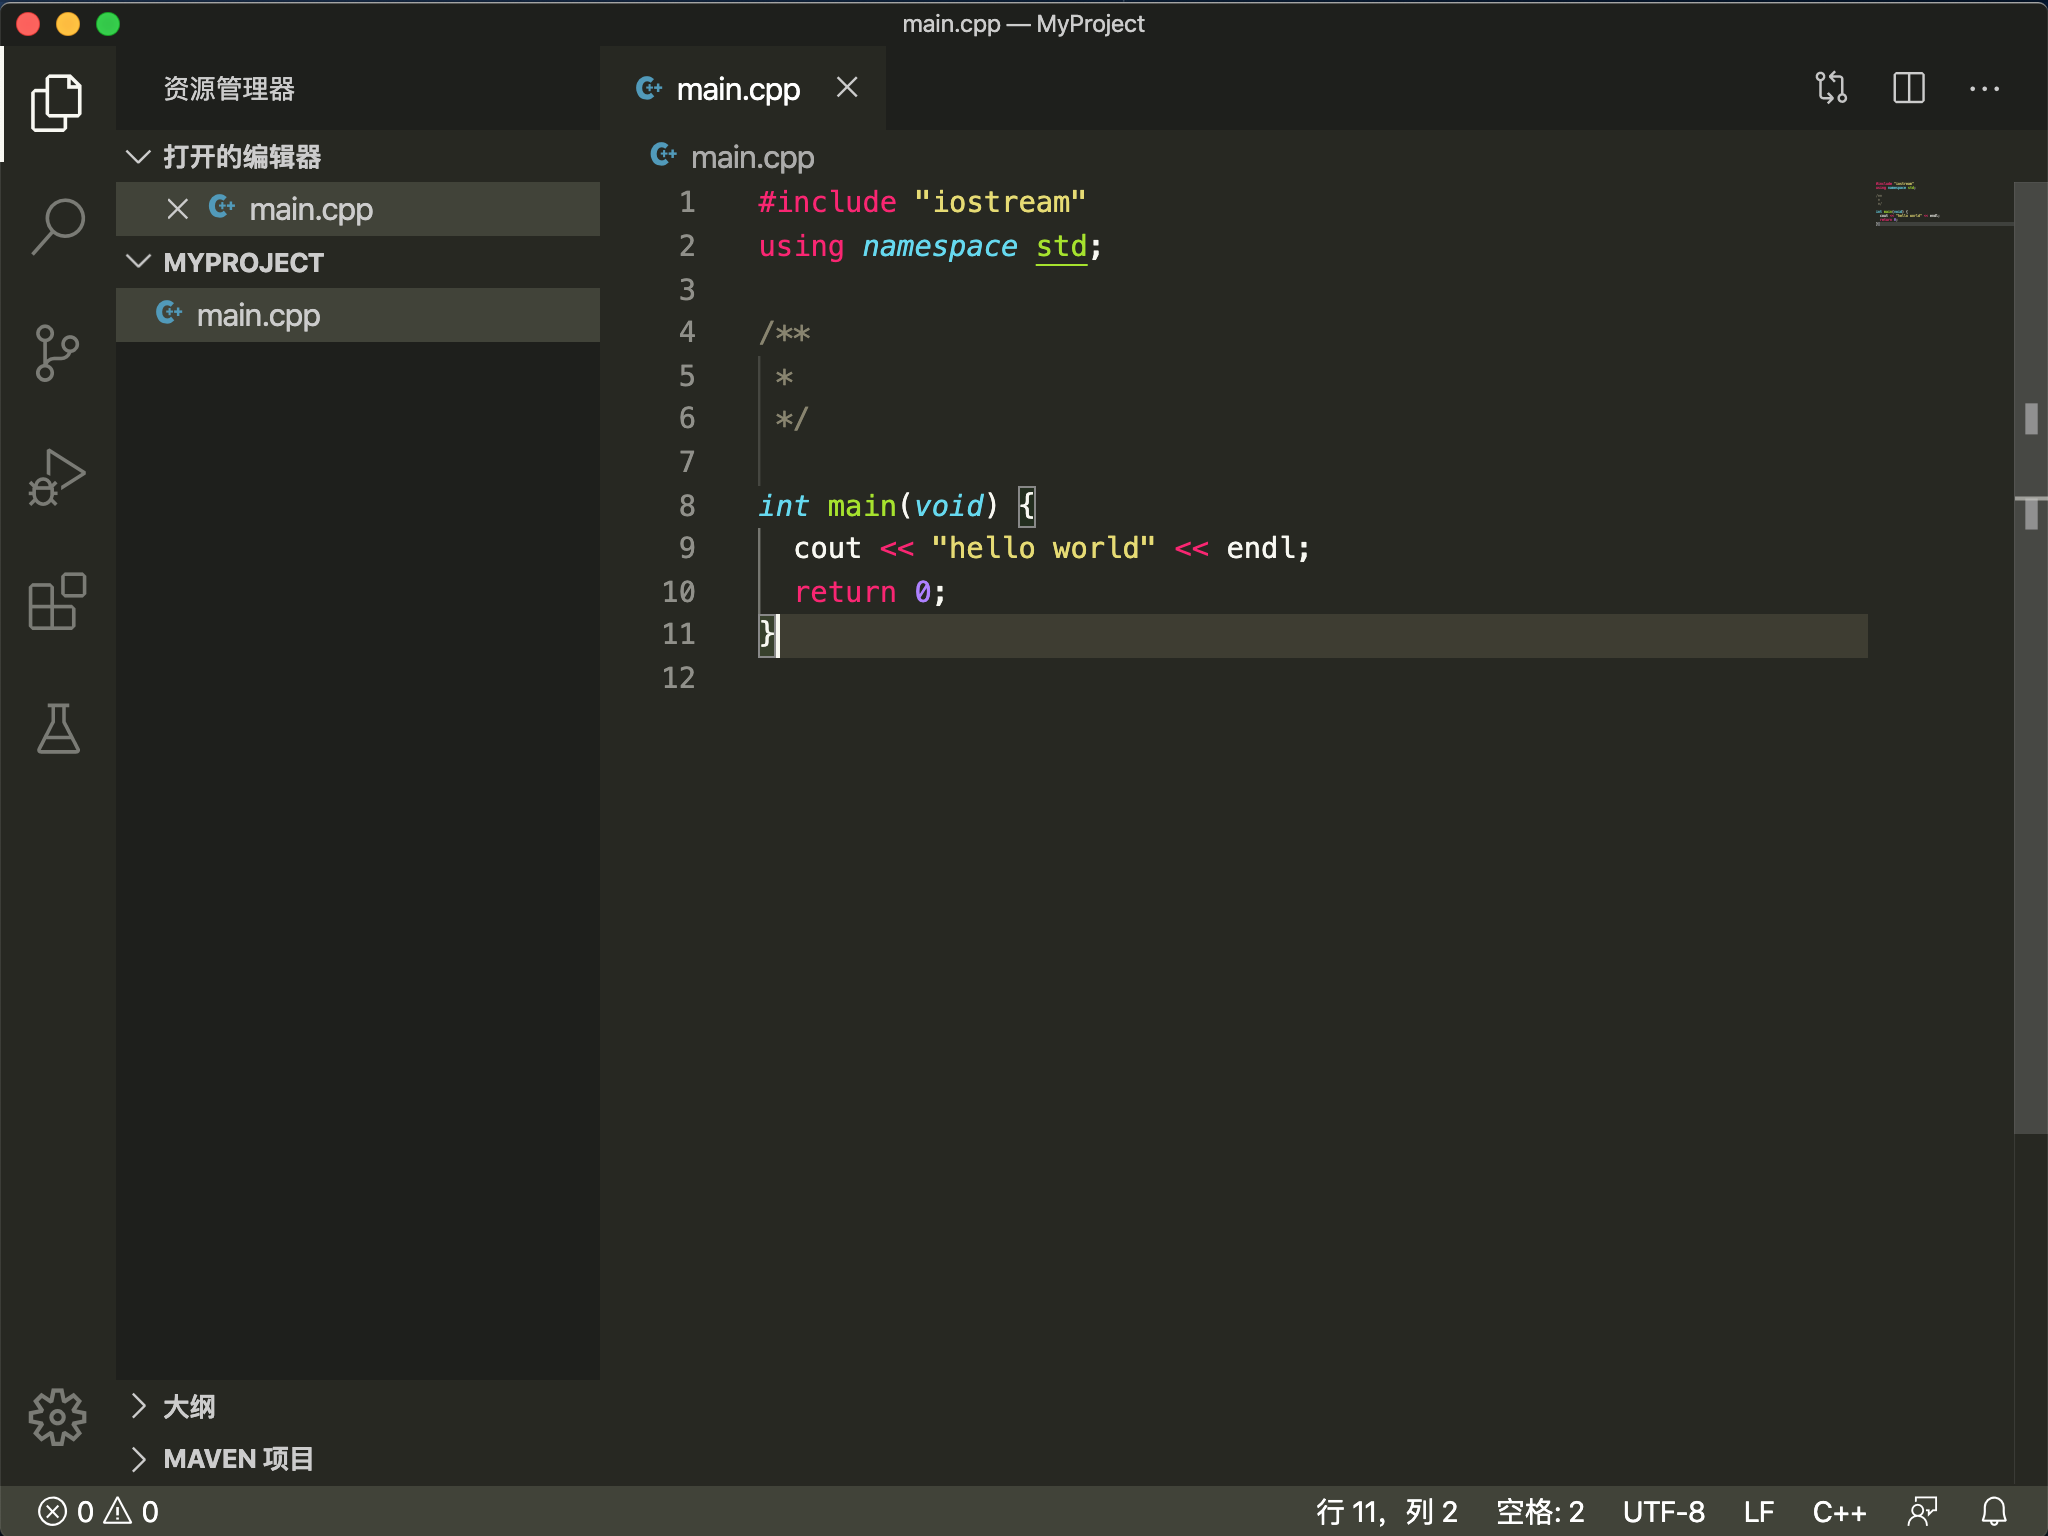 main.cpp — MyProject
资源管理器
打开的编辑器
main.cpp
MYPROJECT
main.cpp
大纲
MAVEN 项目
main.cpp
main.cpp
1 #include "iostream"
2 using namespace std;
3
4 /**
5 *
6 */
7
8 int main(void) {
9 cout << "hello world" << endl;
10 return 0;
11 }
12
0 0
行 11，列 2 空格: 2 UTF-8 LF C++